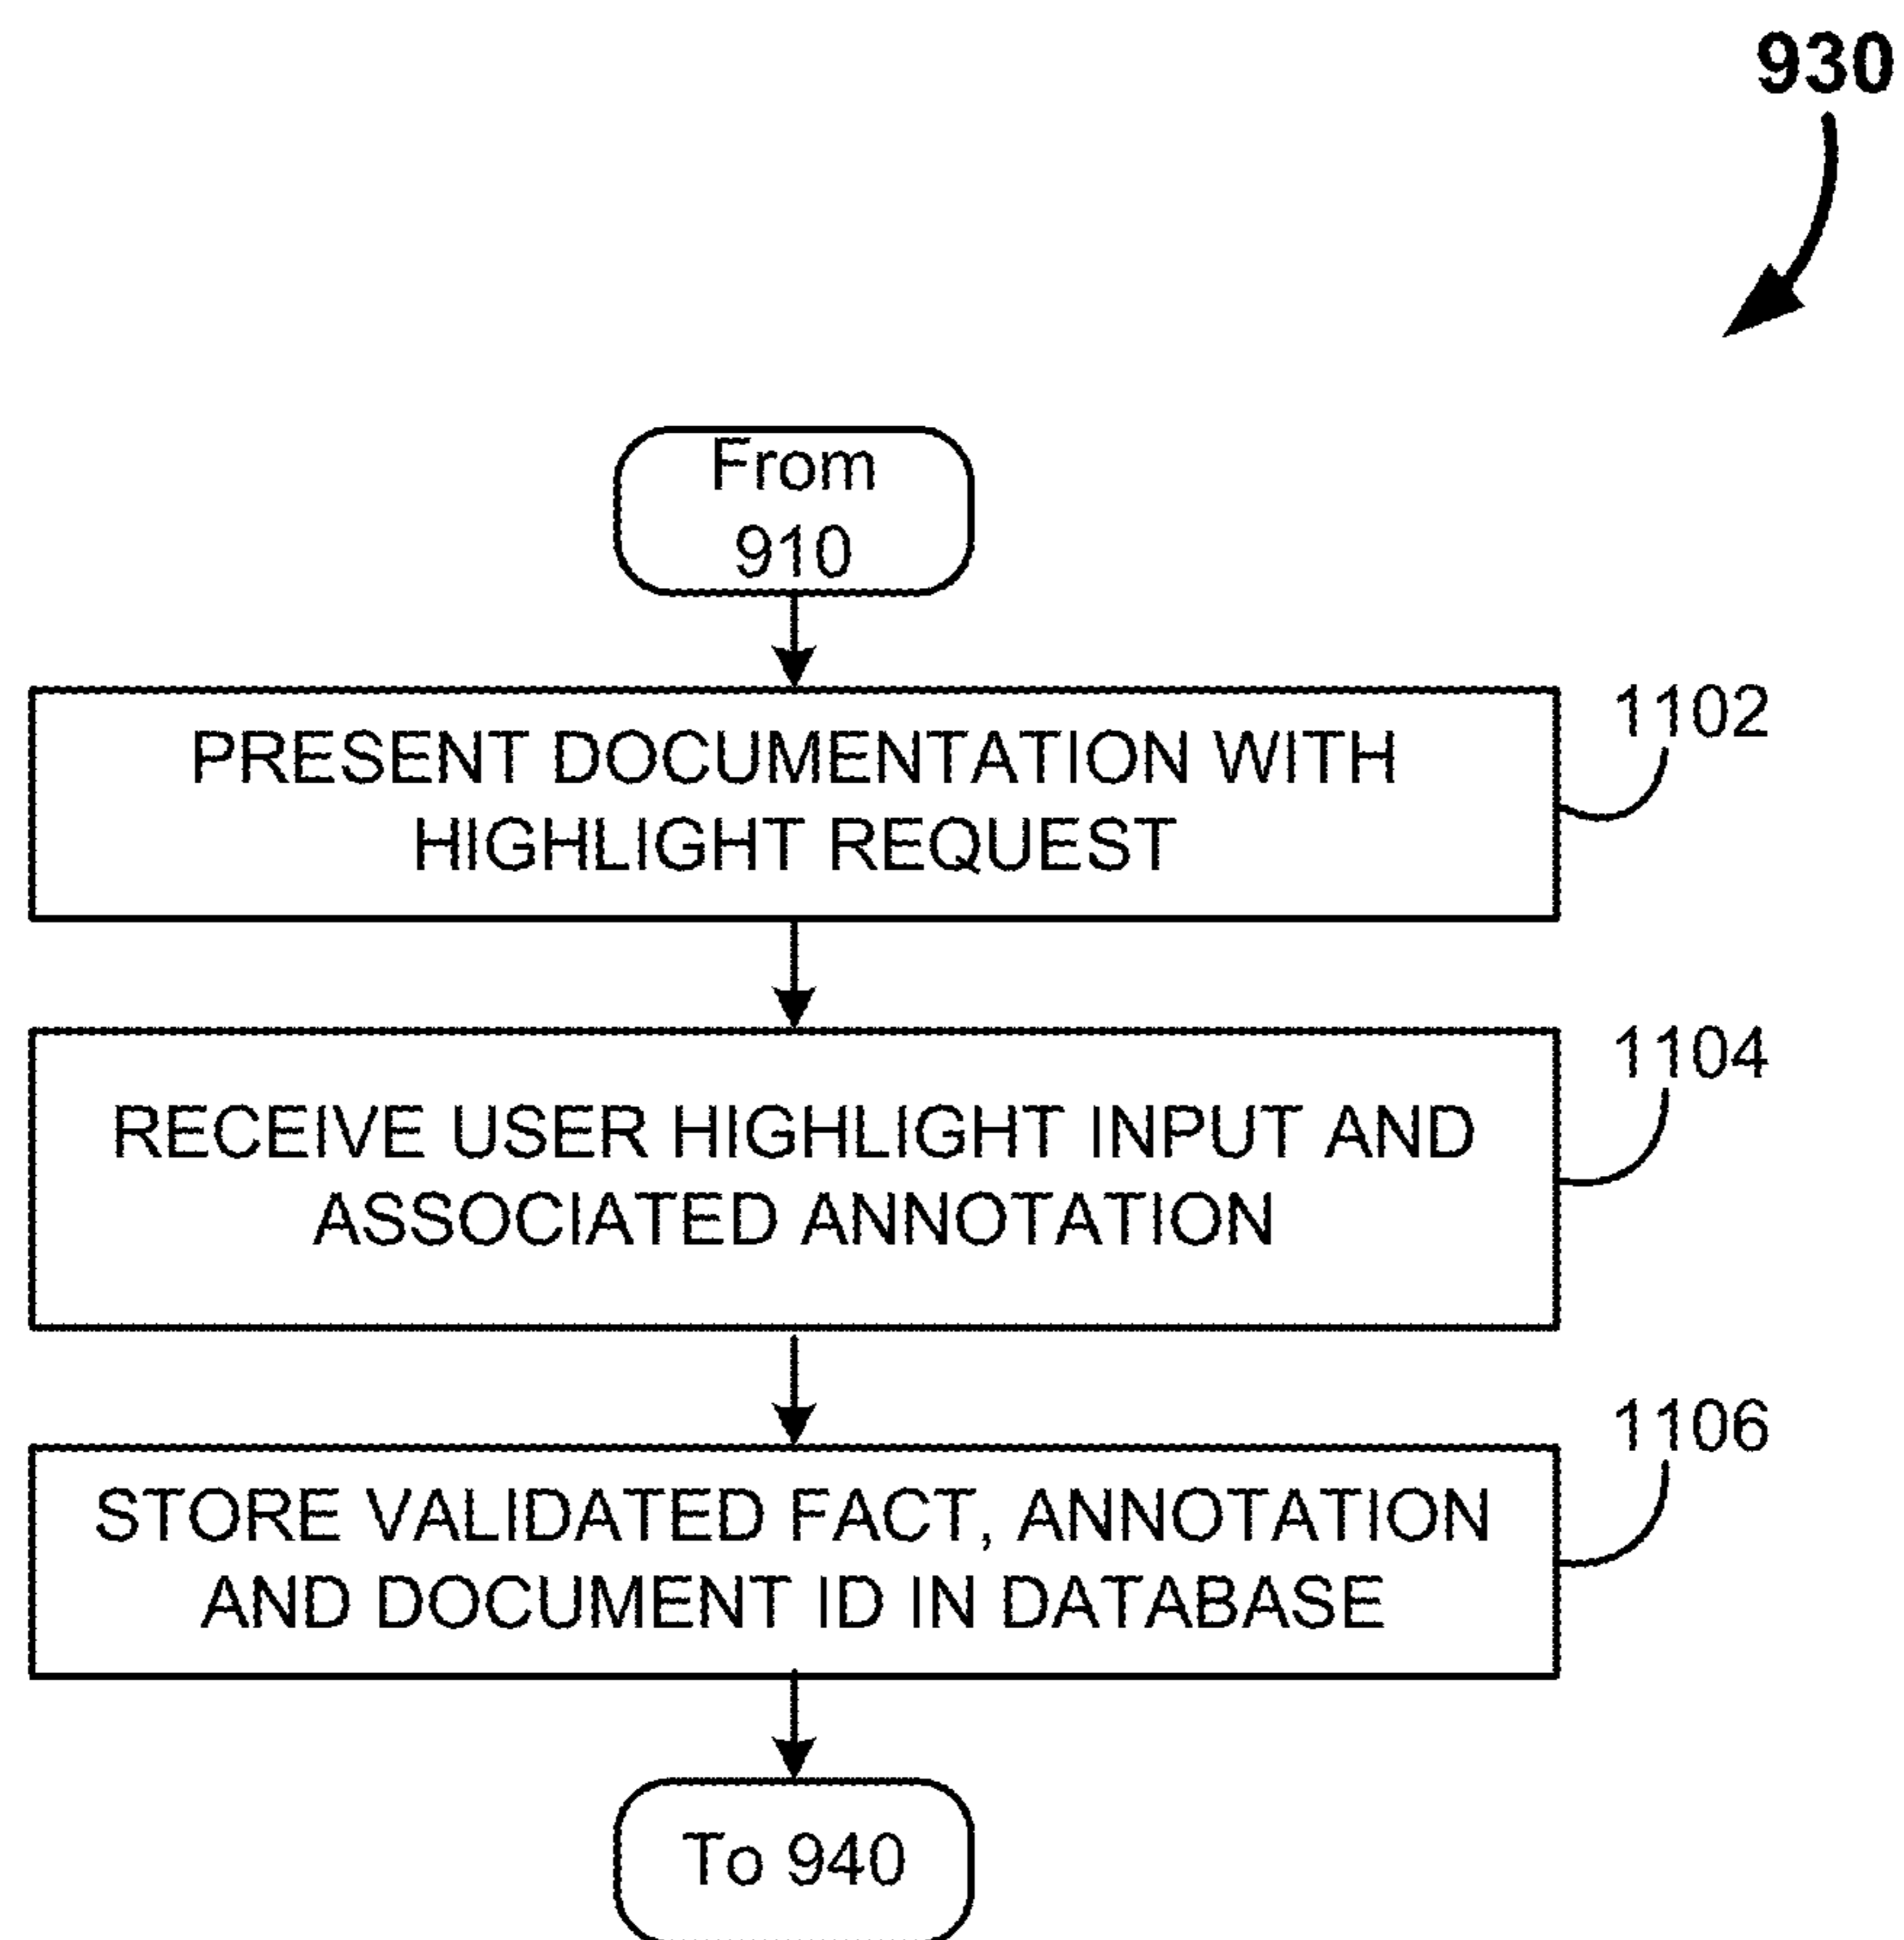 930
From
910
PRESENT DOCUMENTATION WITH
HIGHLIGHT REQUEST
1102
RECEIVE USER HIGHLIGHT INPUT AND
ASSOCIATED ANNOTATION
1104
STORE VALIDATED FACT, ANNOTATION
AND DOCUMENT ID IN DATABASE
1106
To 940